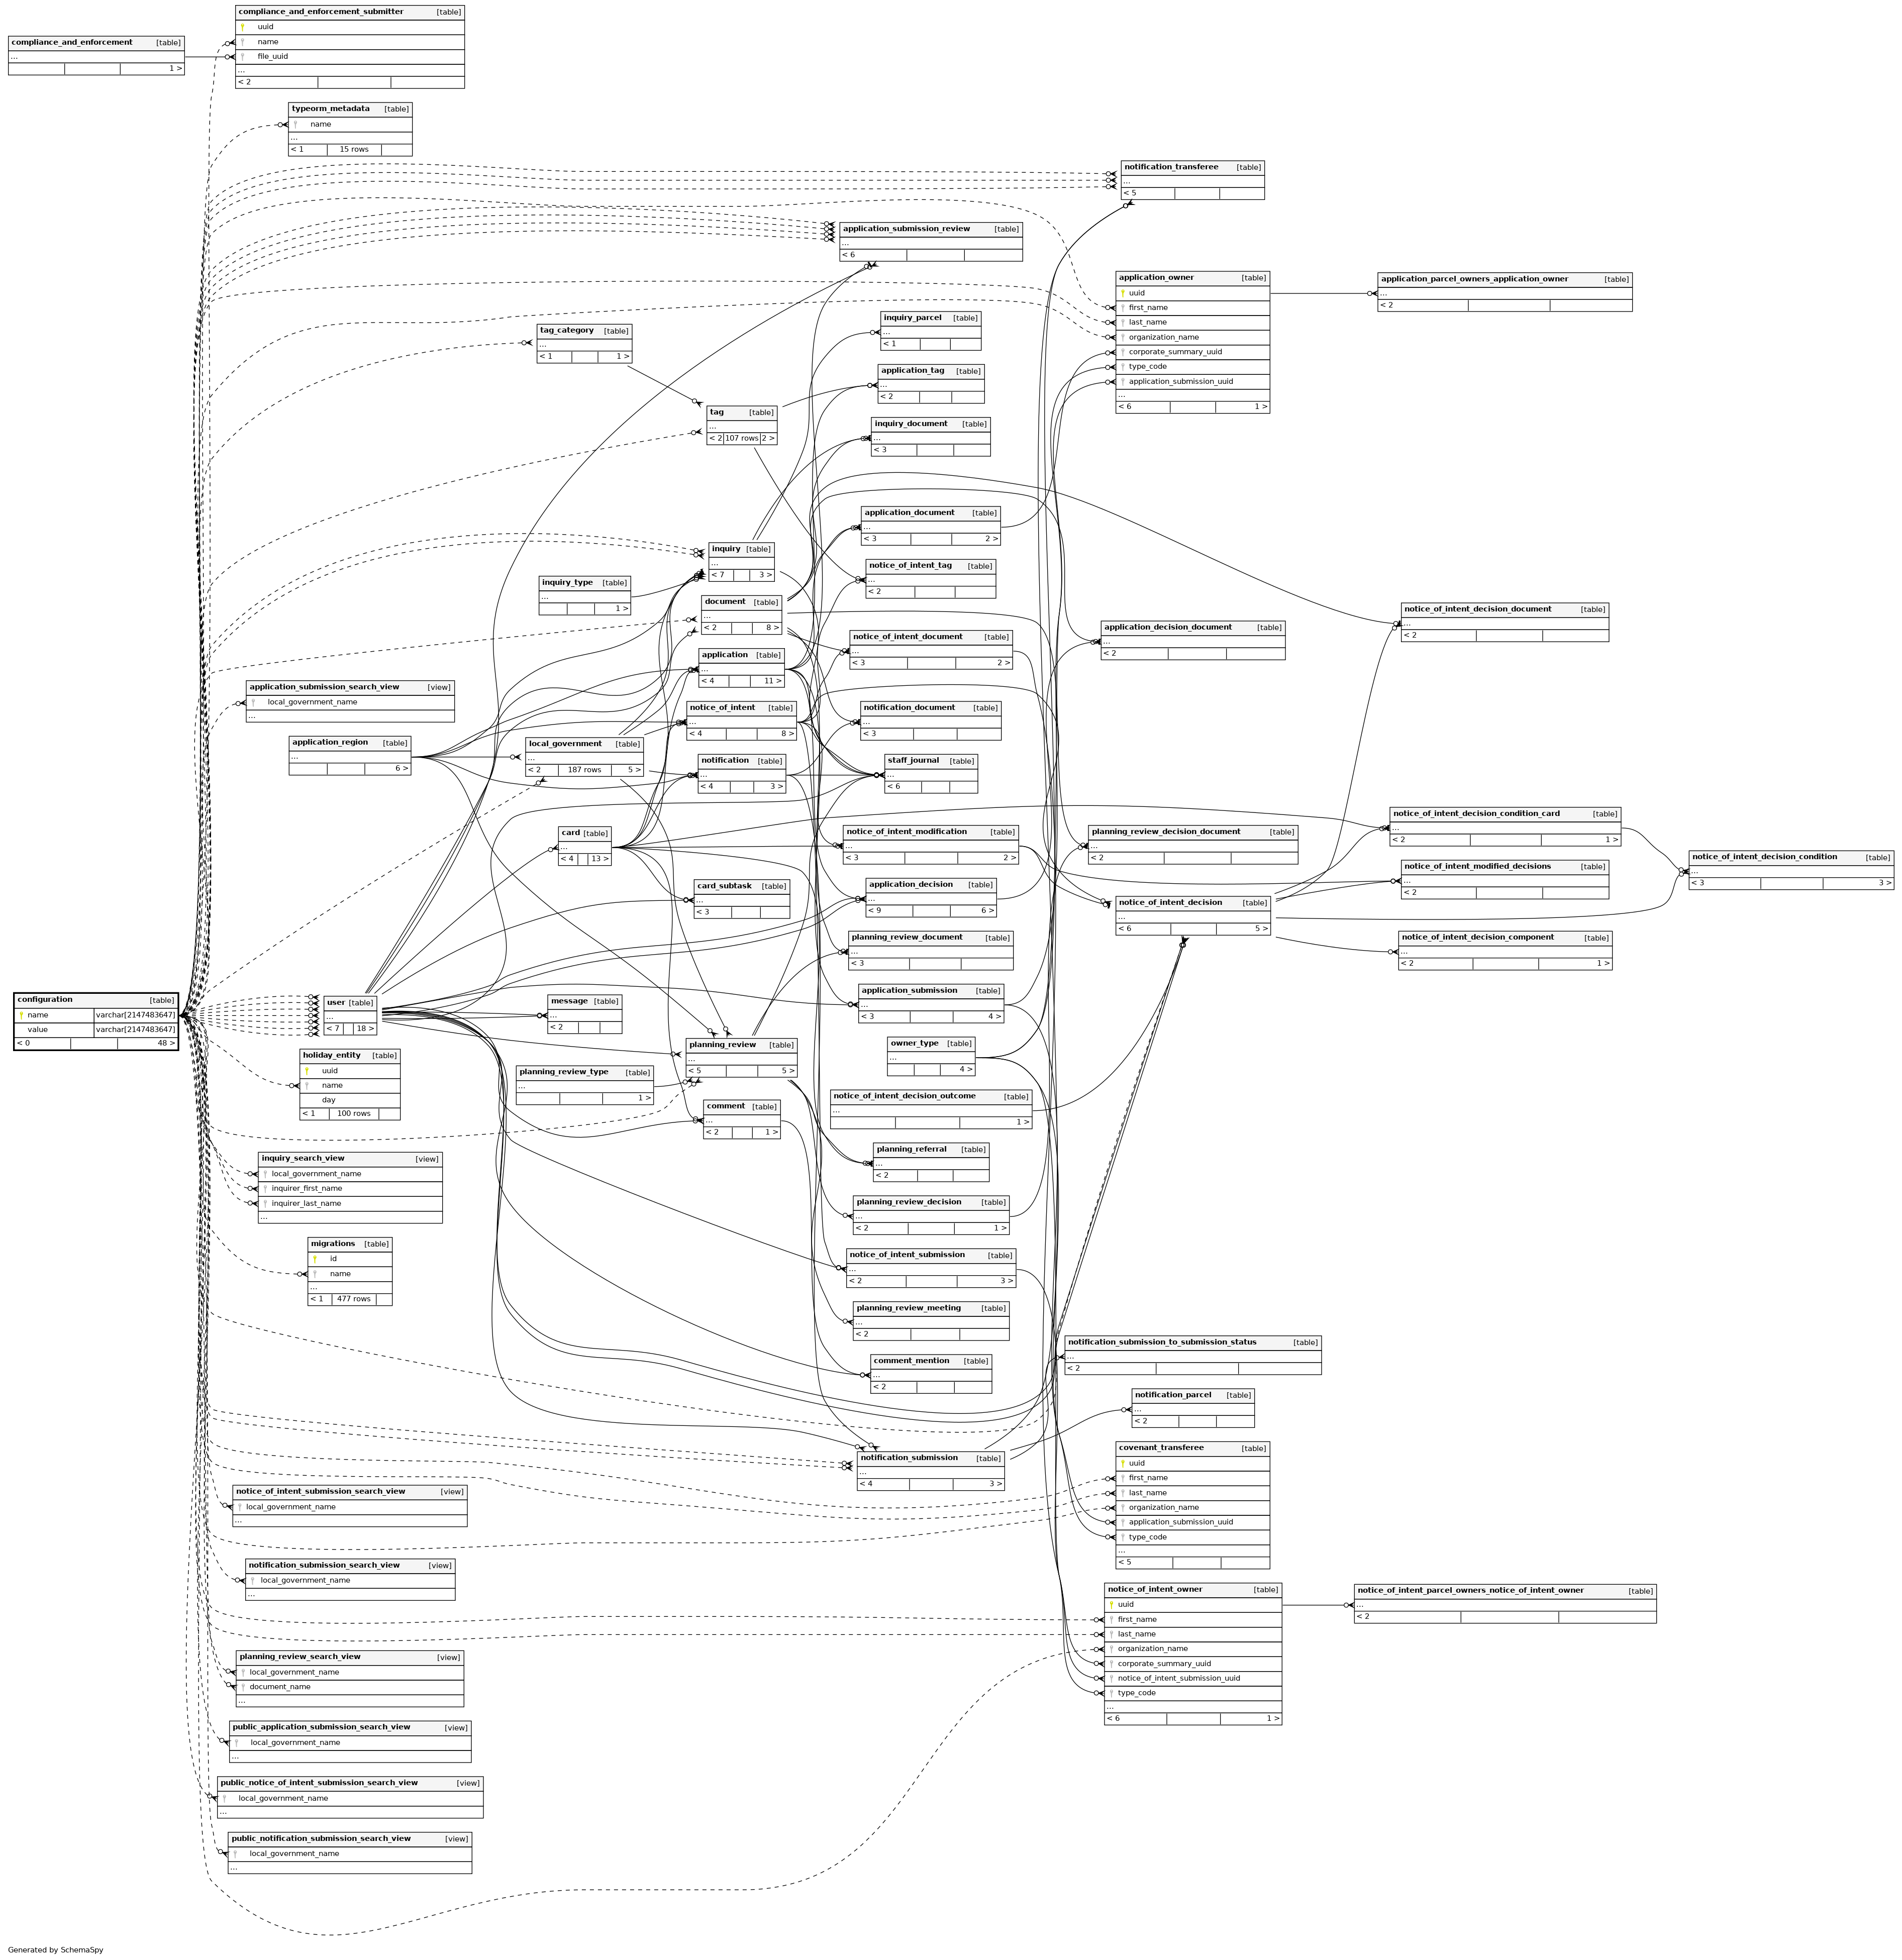 compliance_and_enforcement_submitter [table]
uuid
name
file_uuid
...
< 2
compliance_and_enforcement [table]
...
1 >
typeorm_metadata [table]
name
...
< 1 15 rows
notification_transferee [table]
...
< 5
application_submission_review [table]
...
< 6
application_owner [table]
uuid
first_name
last_name
organization_name
corporate_summary_uuid
type_code
application_submission_uuid
...
< 6 1 >
application_parcel_owners_application_owner [table]
...
< 2
inquiry_parcel [table]
...
< 1
tag_category [table]
...
< 1 1 >
application_tag [table]
...
< 2
tag [table]
...
< 2 107 rows 2 >
inquiry_document [table]
...
< 3
application_document [table]
...
< 3 2 >
inquiry [table]
...
< 7 3 >
notice_of_intent_tag [table]
...
< 2
inquiry_type [table]
...
1 >
document [table]
...
< 2 8 >
notice_of_intent_decision_document [table]
...
< 2
application_decision_document [table]
...
< 2
notice_of_intent_document [table]
...
< 3 2 >
application [table]
...
< 4 11 >
application_submission_search_view [view]
local_government_name
...
notice_of_intent [table]
...
< 4 8 >
notification_document [table]
...
< 3
application_region [table]
...
6 >
local_government [table]
...
< 2 187 rows 5 >
notification [table]
...
< 4 3 >
staff_journal [table]
...
< 6
notice_of_intent_decision_condition_card [table]
...
< 2 1 >
card [table]
...
< 4 13 >
notice_of_intent_modification [table]
...
< 3 2 >
planning_review_decision_document [table]
...
< 2
notice_of_intent_decision_condition [table]
...
< 3 3 >
notice_of_intent_modified_decisions [table]
...
< 2
card_subtask [table]
...
< 3
application_decision [table]
...
< 9 6 >
notice_of_intent_decision [table]
...
< 6 5 >
planning_review_document [table]
...
< 3
notice_of_intent_decision_component [table]
...
< 2 1 >
configuration [table]
name varchar[2147483647]
value varchar[2147483647]
< 0 48 >
user [table]
...
< 7 18 >
message [table]
...
< 2
application_submission [table]
...
< 3 4 >
holiday_entity [table]
uuid
name
day
< 1 100 rows
planning_review [table]
...
< 5 5 >
owner_type [table]
...
4 >
planning_review_type [table]
...
1 >
notice_of_intent_decision_outcome [table]
...
1 >
comment [table]
...
< 2 1 >
inquiry_search_view [view]
local_government_name
inquirer_first_name
inquirer_last_name
...
planning_referral [table]
...
< 2
planning_review_decision [table]
...
< 2 1 >
migrations [table]
id
name
...
< 1 477 rows
notice_of_intent_submission [table]
...
< 2 3 >
planning_review_meeting [table]
...
< 2
notification_submission_to_submission_status [table]
...
< 2
comment_mention [table]
...
< 2
notification_parcel [table]
...
< 2
notification_submission [table]
...
< 4 3 >
covenant_transferee [table]
uuid
first_name
last_name
organization_name
application_submission_uuid
type_code
...
< 5
notice_of_intent_submission_search_view [view]
local_government_name
...
notification_submission_search_view [view]
local_government_name
...
notice_of_intent_owner [table]
uuid
first_name
last_name
organization_name
corporate_summary_uuid
notice_of_intent_submission_uuid
type_code
...
< 6 1 >
notice_of_intent_parcel_owners_notice_of_intent_owner [table]
...
< 2
planning_review_search_view [view]
local_government_name
document_name
...
public_application_submission_search_view [view]
local_government_name
...
public_notice_of_intent_submission_search_view [view]
local_government_name
...
public_notification_submission_search_view [view]
local_government_name
...
Generated by SchemaSpy